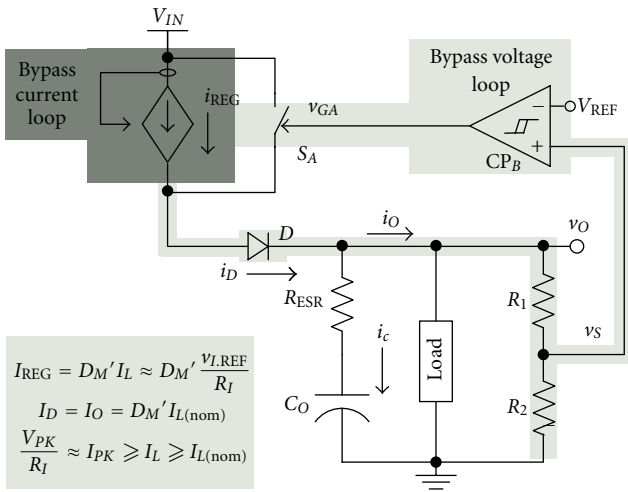 V_IN
Bypass
current
loop
i_REG
v_GA
S_A
Bypass voltage
loop
−
V_REF
+
CP_B
D
i_D
i_O
v_O
R_ESR
i_c
C_O
Load
R_1
v_S
R_2
I_REG = D_M′I_L ≈ D_M′ v_I.REF / R_I
I_D = I_O = D_M′I_L(nom)
V_PK / R_I ≈ I_PK ⩾ I_L ⩾ I_L(nom)